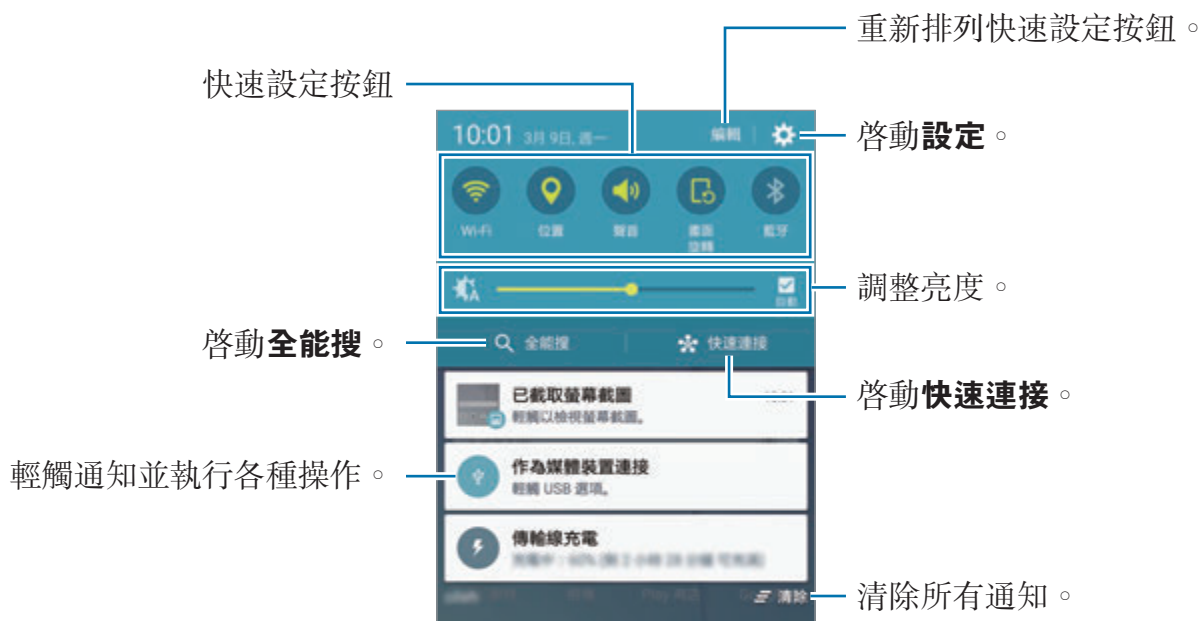 重新排列快速設定按鈕。
快速設定按鈕
10:01 3月 9日, 週一 編輯
啓動設定。
Wi-Fi 位置 聲音 畫面 藍牙
旋轉
調整亮度。
自動
啓動全能搜。
全能搜 快速連接
啓動快速連接。
已截取螢幕截圖
輕觸以檢視螢幕截圖。
輕觸通知並執行各種操作。
作為媒體裝置連接
輕觸 USB 選項。
傳輸線充電
清除
清除所有通知。